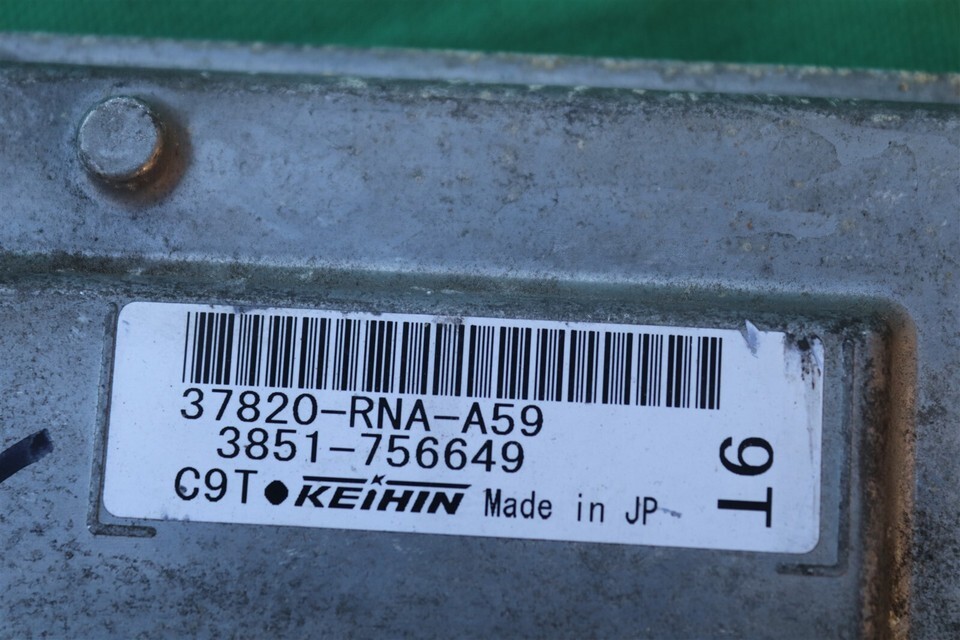 37820-RNA-A59
3851-756649
C9T●KEIHIN Made in JP
9T